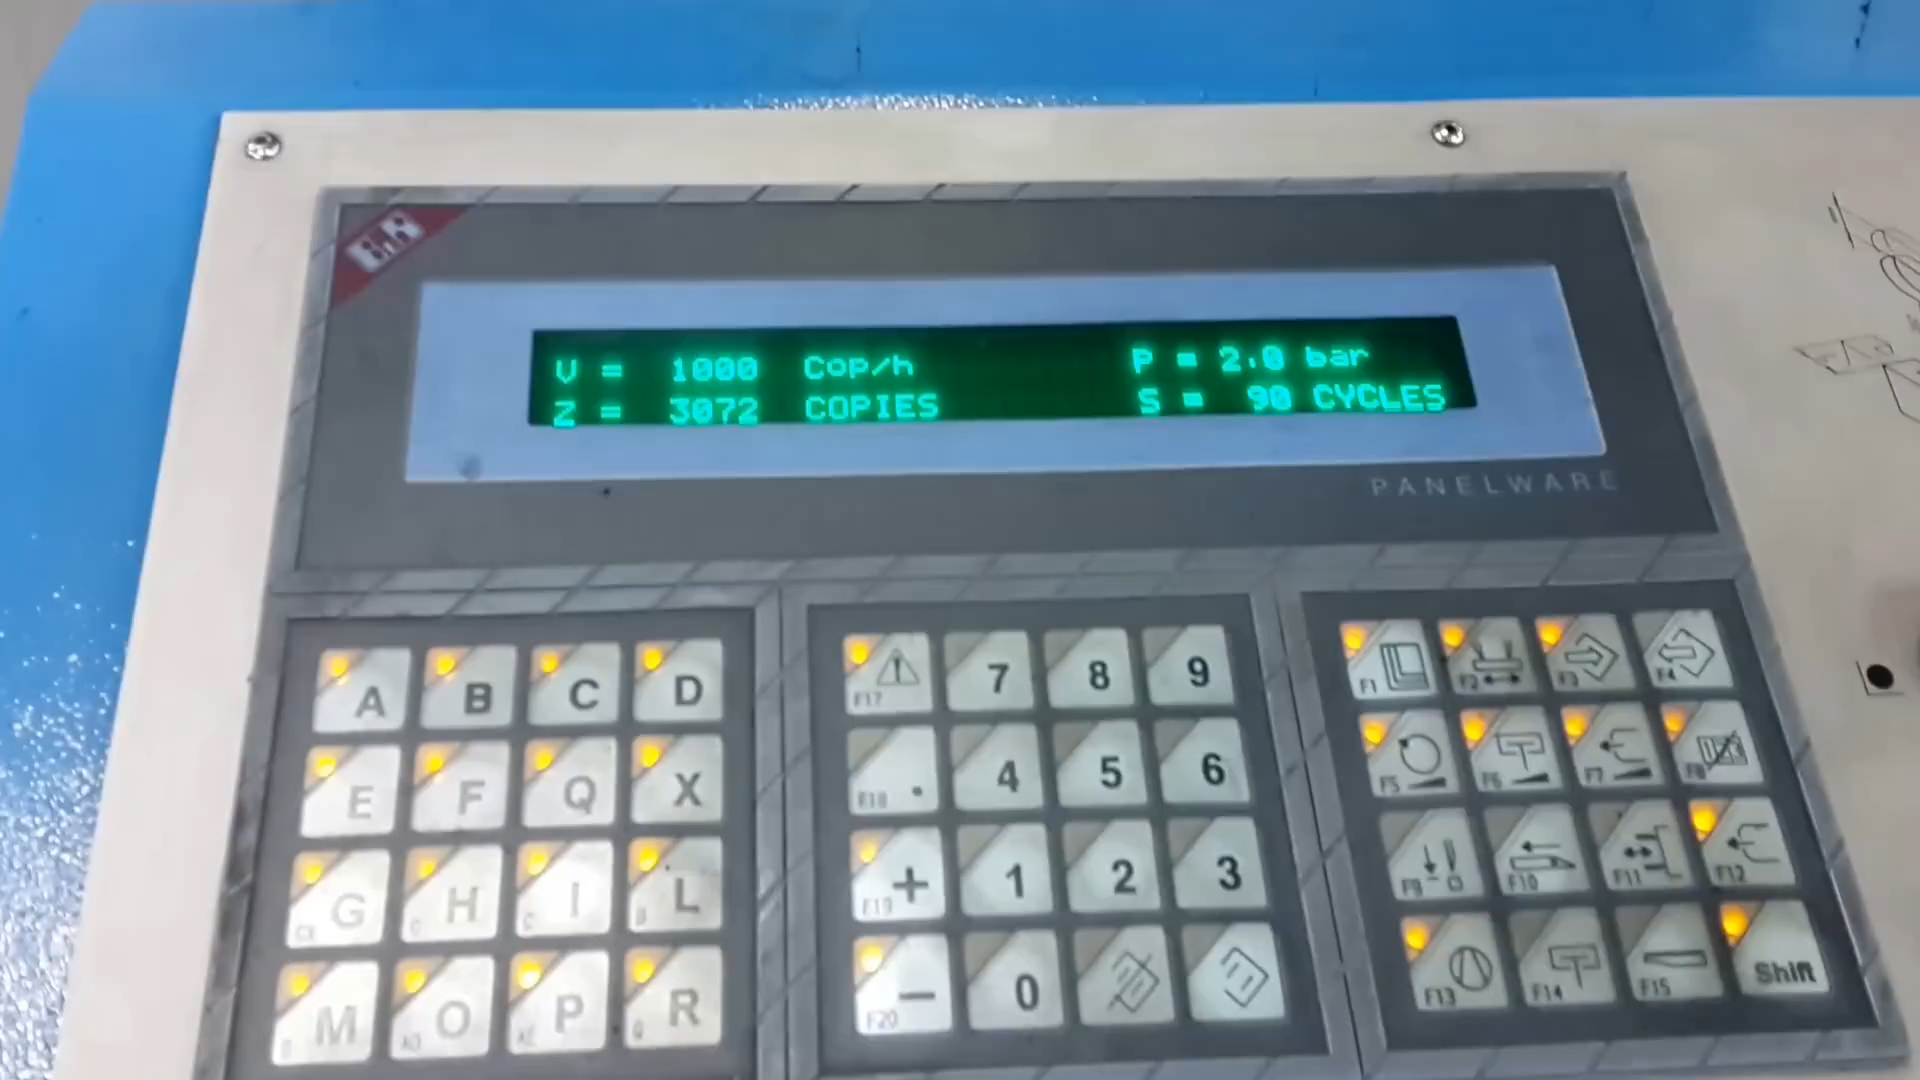 B&R
V = 1000 Cop/h P = 2.0 bar
Z = 3072 COPIES S = 90 CYCLES
PANELWARE
A B C D
E F Q X
G H I L
M O P R
F17 7 8 9
F18 . 4 5 6
F19 + 1 2 3
F20 - 0
F1 F2 F3 F4
F5 F6 F7 F8
F9 F10 F11 F12
F13 F14 F15 Shift